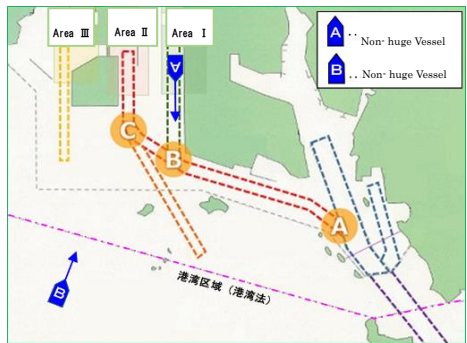 Area Ⅲ
Area Ⅱ
Area Ⅰ
A ‥ Non- huge Vessel
B ‥ Non- huge Vessel
A
C
B
A
B
港湾区域（港湾法）